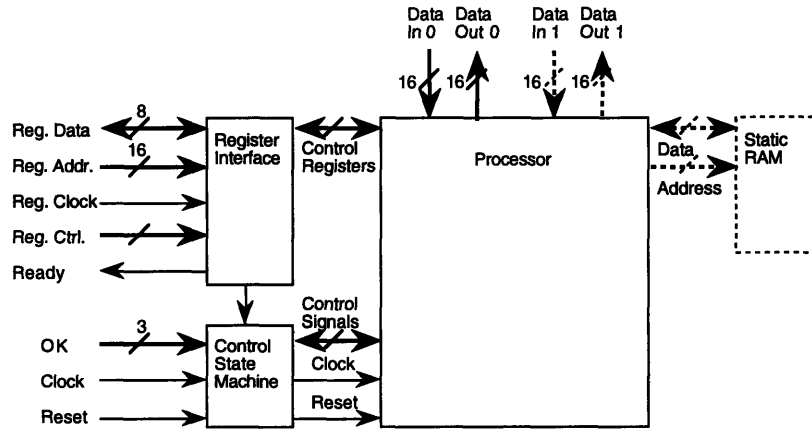 Data In 0
Data Out 0
Data In 1
Data Out 1
16
16
16
16
Reg. Data
8
Reg. Addr.
16
Reg. Clock
Reg. Ctrl.
Ready
Register
Interface
Control
Registers
Processor
Data
Address
Static
RAM
OK
3
Clock
Reset
Control
State
Machine
Control
Signals
Clock
Reset